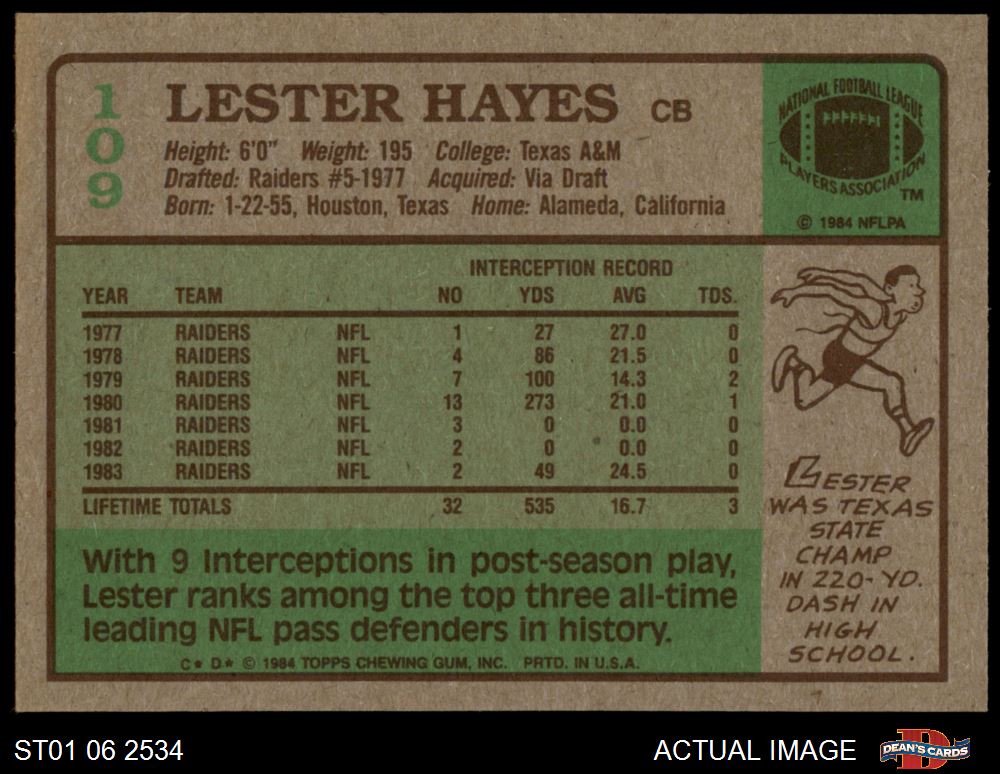 109
LESTER HAYES CB
Height: 6'0" Weight: 195 College: Texas A&M
Drafted: Raiders #5-1977 Acquired: Via Draft
Born: 1-22-55, Houston, Texas Home: Alameda, California
NATIONAL FOOTBALL LEAGUE
PLAYERS ASSOCIATION
TM
© 1984 NFLPA
INTERCEPTION RECORD
YEAR TEAM NO YDS AVG TDS.
1977 RAIDERS NFL 1 27 27.0 0
1978 RAIDERS NFL 4 86 21.5 0
1979 RAIDERS NFL 7 100 14.3 2
1980 RAIDERS NFL 13 273 21.0 1
1981 RAIDERS NFL 3 0 0.0 0
1982 RAIDERS NFL 2 0 0.0 0
1983 RAIDERS NFL 2 49 24.5 0
LIFETIME TOTALS 32 535 16.7 3
With 9 Interceptions in post-season play,
Lester ranks among the top three all-time
leading NFL pass defenders in history.
C* D* © 1984 TOPPS CHEWING GUM, INC. PRTD. IN U.S.A.
LESTER
WAS TEXAS
STATE
CHAMP
IN 220-YD.
DASH IN
HIGH
SCHOOL.
ST01 06 2534
ACTUAL IMAGE
D
DEAN'S CARDS